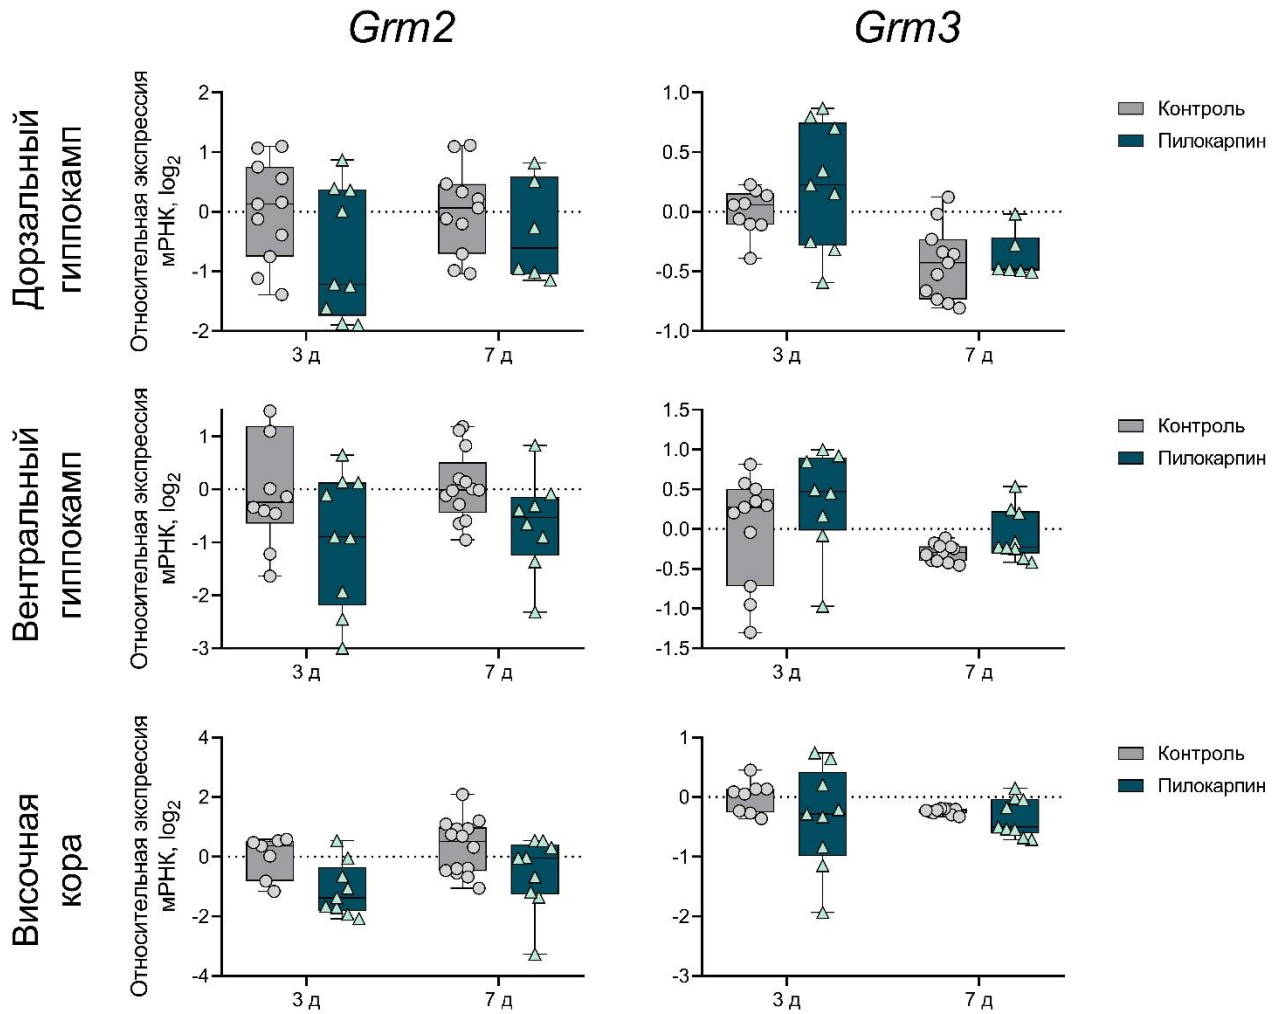 Grm2
Grm3
Дорзальный
гиппокамп
Относительная экспрессия
мРНК, log2
2
1
0
-1
-2
3 д
7 д
1.0
0.5
0.0
-0.5
-1.0
3 д
7 д
Контроль
Пилокарпин
Вентральный
гиппокамп
Относительная экспрессия
мРНК, log2
1
0
-1
-2
-3
3 д
7 д
1.5
1.0
0.5
0.0
-0.5
-1.0
-1.5
3 д
7 д
Контроль
Пилокарпин
Височная
кора
Относительная экспрессия
мРНК, log2
4
2
0
-2
-4
3 д
7 д
1
0
-1
-2
-3
3 д
7 д
Контроль
Пилокарпин